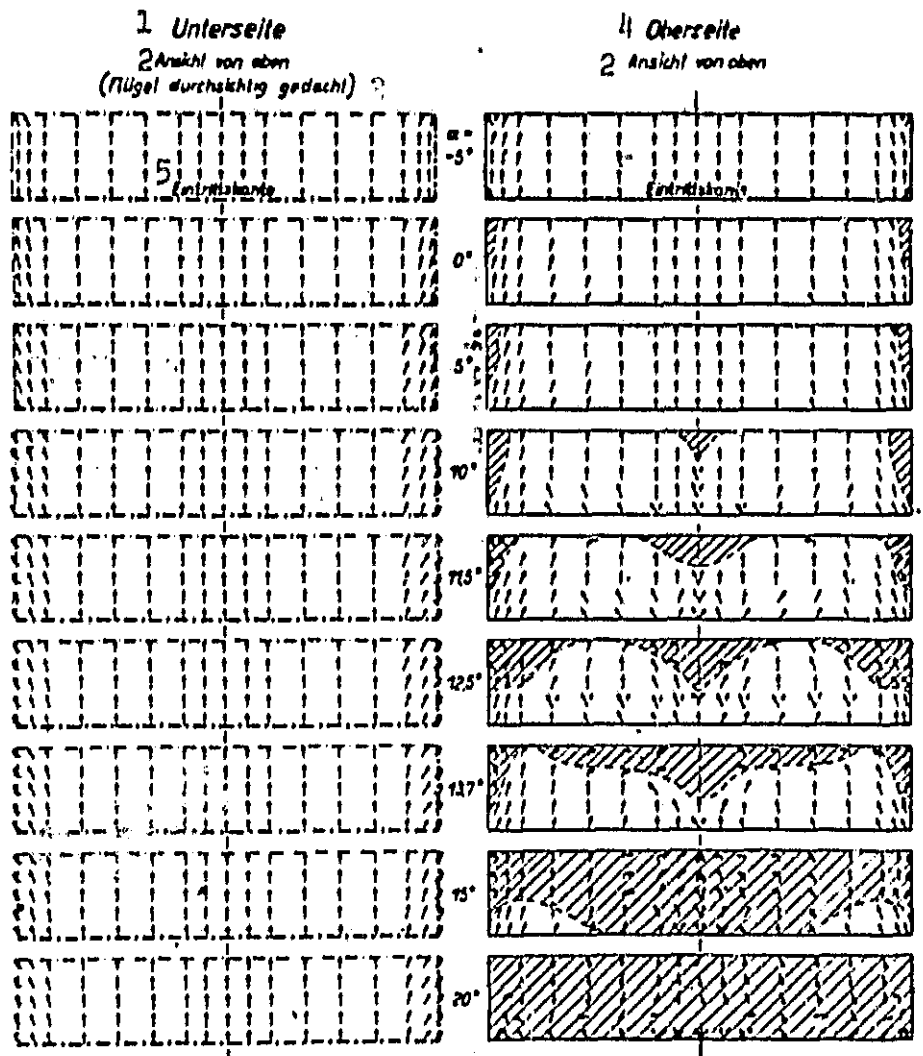 1 Unterseite
2 Ansicht von oben
(Flügel durchsichtig gedacht)
4 Oberseite
2 Ansicht von oben
α =
-5°
5
Eintrittskante
Eintrittskante
0°
5°
10°
11,5°
12,5°
13,7°
15°
20°